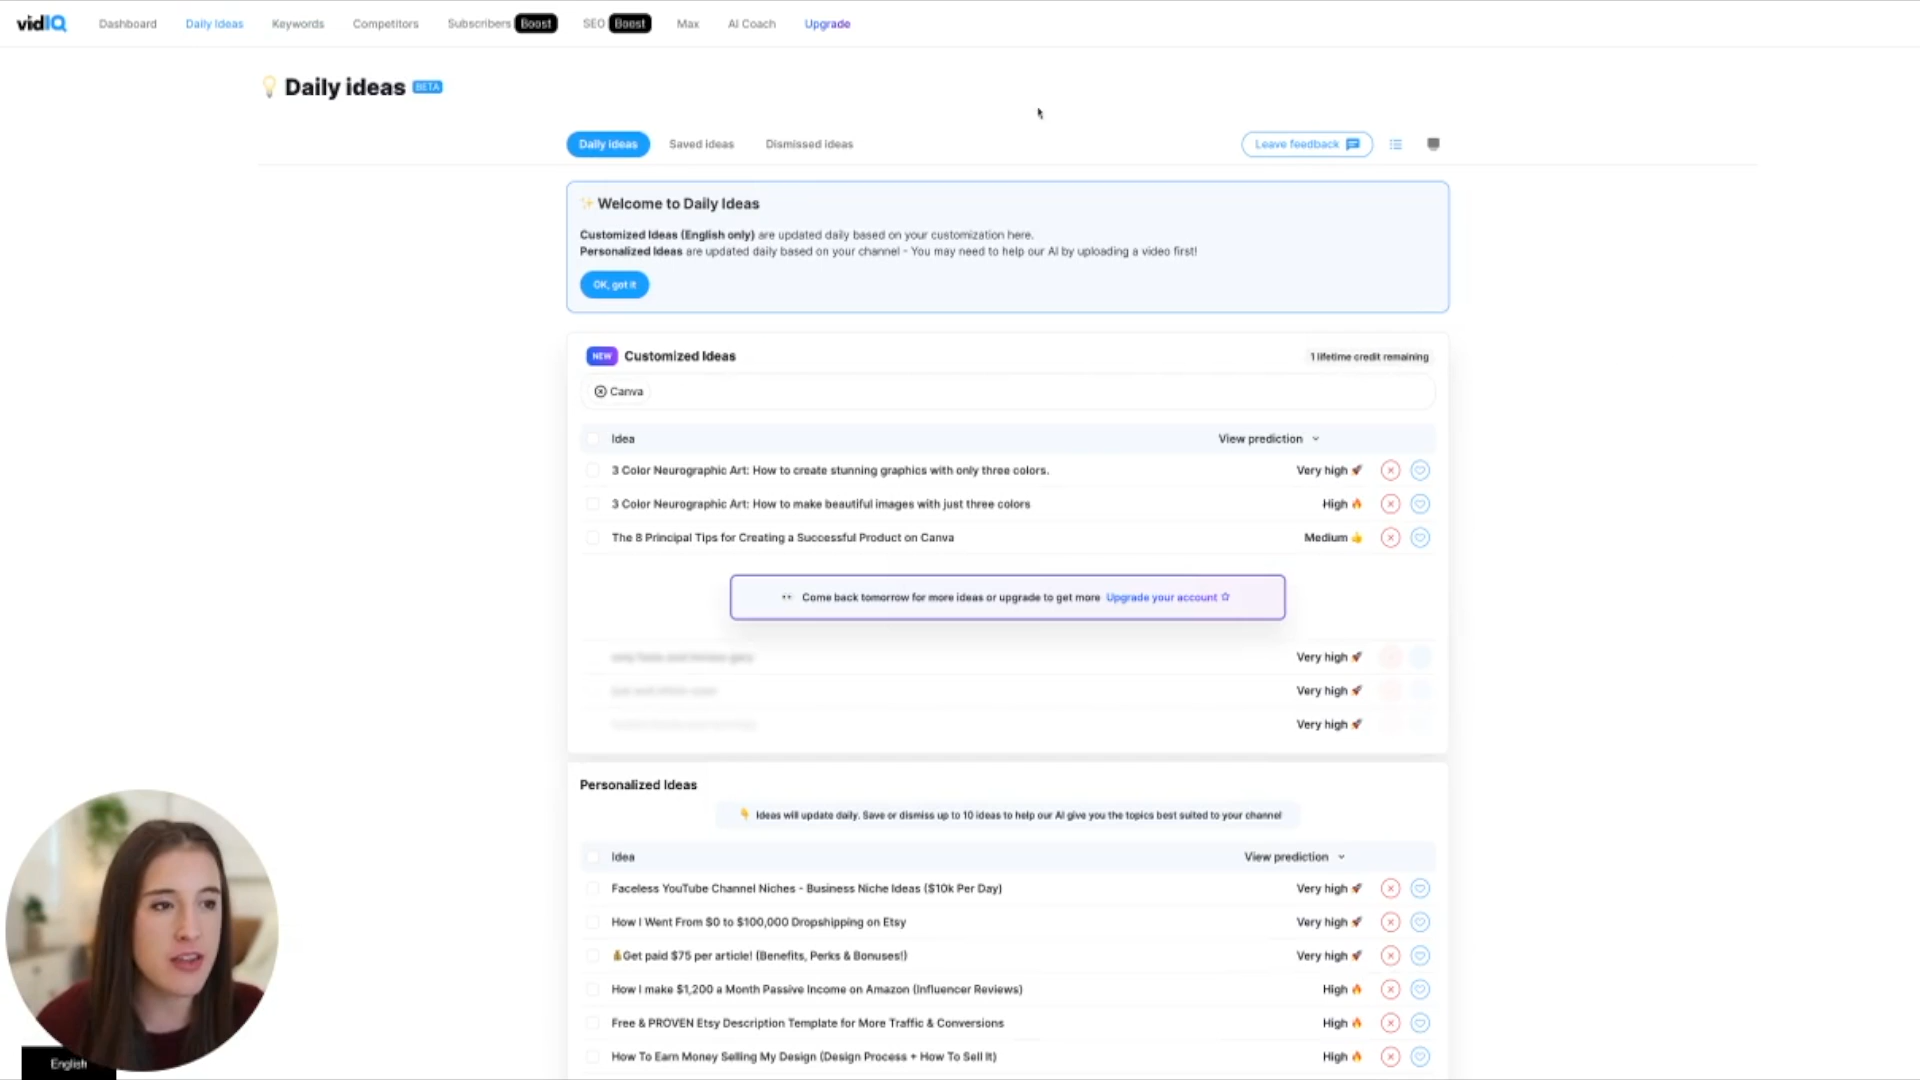 vidIQ Dashboard Daily Ideas Keywords Competitors Subscribers Boost SEO Boost Max AI Coach Upgrade
Daily ideas BETA
Daily ideas Saved ideas Dismissed ideas Leave feedback
Welcome to Daily Ideas
Customized Ideas (English only) are updated daily based on your customization here.
Personalized Ideas are updated daily based on your channel - You may need to help our AI by uploading a video first!
OK, got it
NEW Customized Ideas 1 lifetime credit remaining
Canva
Idea View prediction
3 Color Neurographic Art: How to create stunning graphics with only three colors. Very high
3 Color Neurographic Art: How to make beautiful images with just three colors High
The 8 Principal Tips for Creating a Successful Product on Canva Medium
Come back tomorrow for more ideas or upgrade to get more Upgrade your account
Very high
Very high
Very high
Personalized Ideas
Ideas will update daily. Save or dismiss up to 10 ideas to help our AI give you the topics best suited to your channel
Idea View prediction
Faceless YouTube Channel Niches - Business Niche Ideas ($10k Per Day) Very high
How I Went From $0 to $100,000 Dropshipping on Etsy Very high
Get paid $75 per article! (Benefits, Perks & Bonuses!) Very high
How I make $1,200 a Month Passive Income on Amazon (Influencer Reviews) High
Free & PROVEN Etsy Description Template for More Traffic & Conversions High
How To Earn Money Selling My Design (Design Process + How To Sell It) High
English